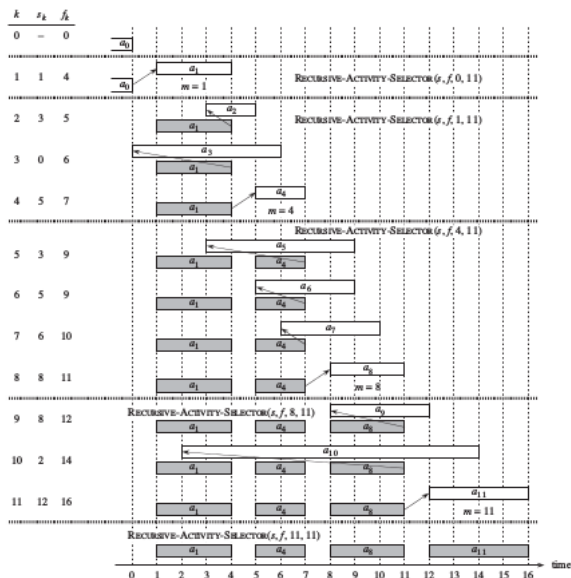 k s_k f_k
0 – 0
a_0
1 1 4
a_0 a_1
m = 1
RECURSIVE-ACTIVITY-SELECTOR(s, f, 0, 11)
2 3 5
a_2
RECURSIVE-ACTIVITY-SELECTOR(s, f, 1, 11)
a_1
3 0 6
a_3
a_1
4 5 7
a_4
a_1
m = 4
RECURSIVE-ACTIVITY-SELECTOR(s, f, 4, 11)
5 3 9
a_5
a_1 a_4
6 5 9
a_6
a_1 a_4
7 6 10
a_7
a_1 a_4
8 8 11
a_8
a_1 a_4
m = 8
9 8 12
RECURSIVE-ACTIVITY-SELECTOR(s, f, 8, 11)
a_9
a_1 a_4 a_8
10 2 14
a_10
a_1 a_4 a_8
11 12 16
a_11
a_1 a_4 a_8
m = 11
RECURSIVE-ACTIVITY-SELECTOR(s, f, 11, 11)
a_1 a_4 a_8 a_11
time
0 1 2 3 4 5 6 7 8 9 10 11 12 13 14 15 16